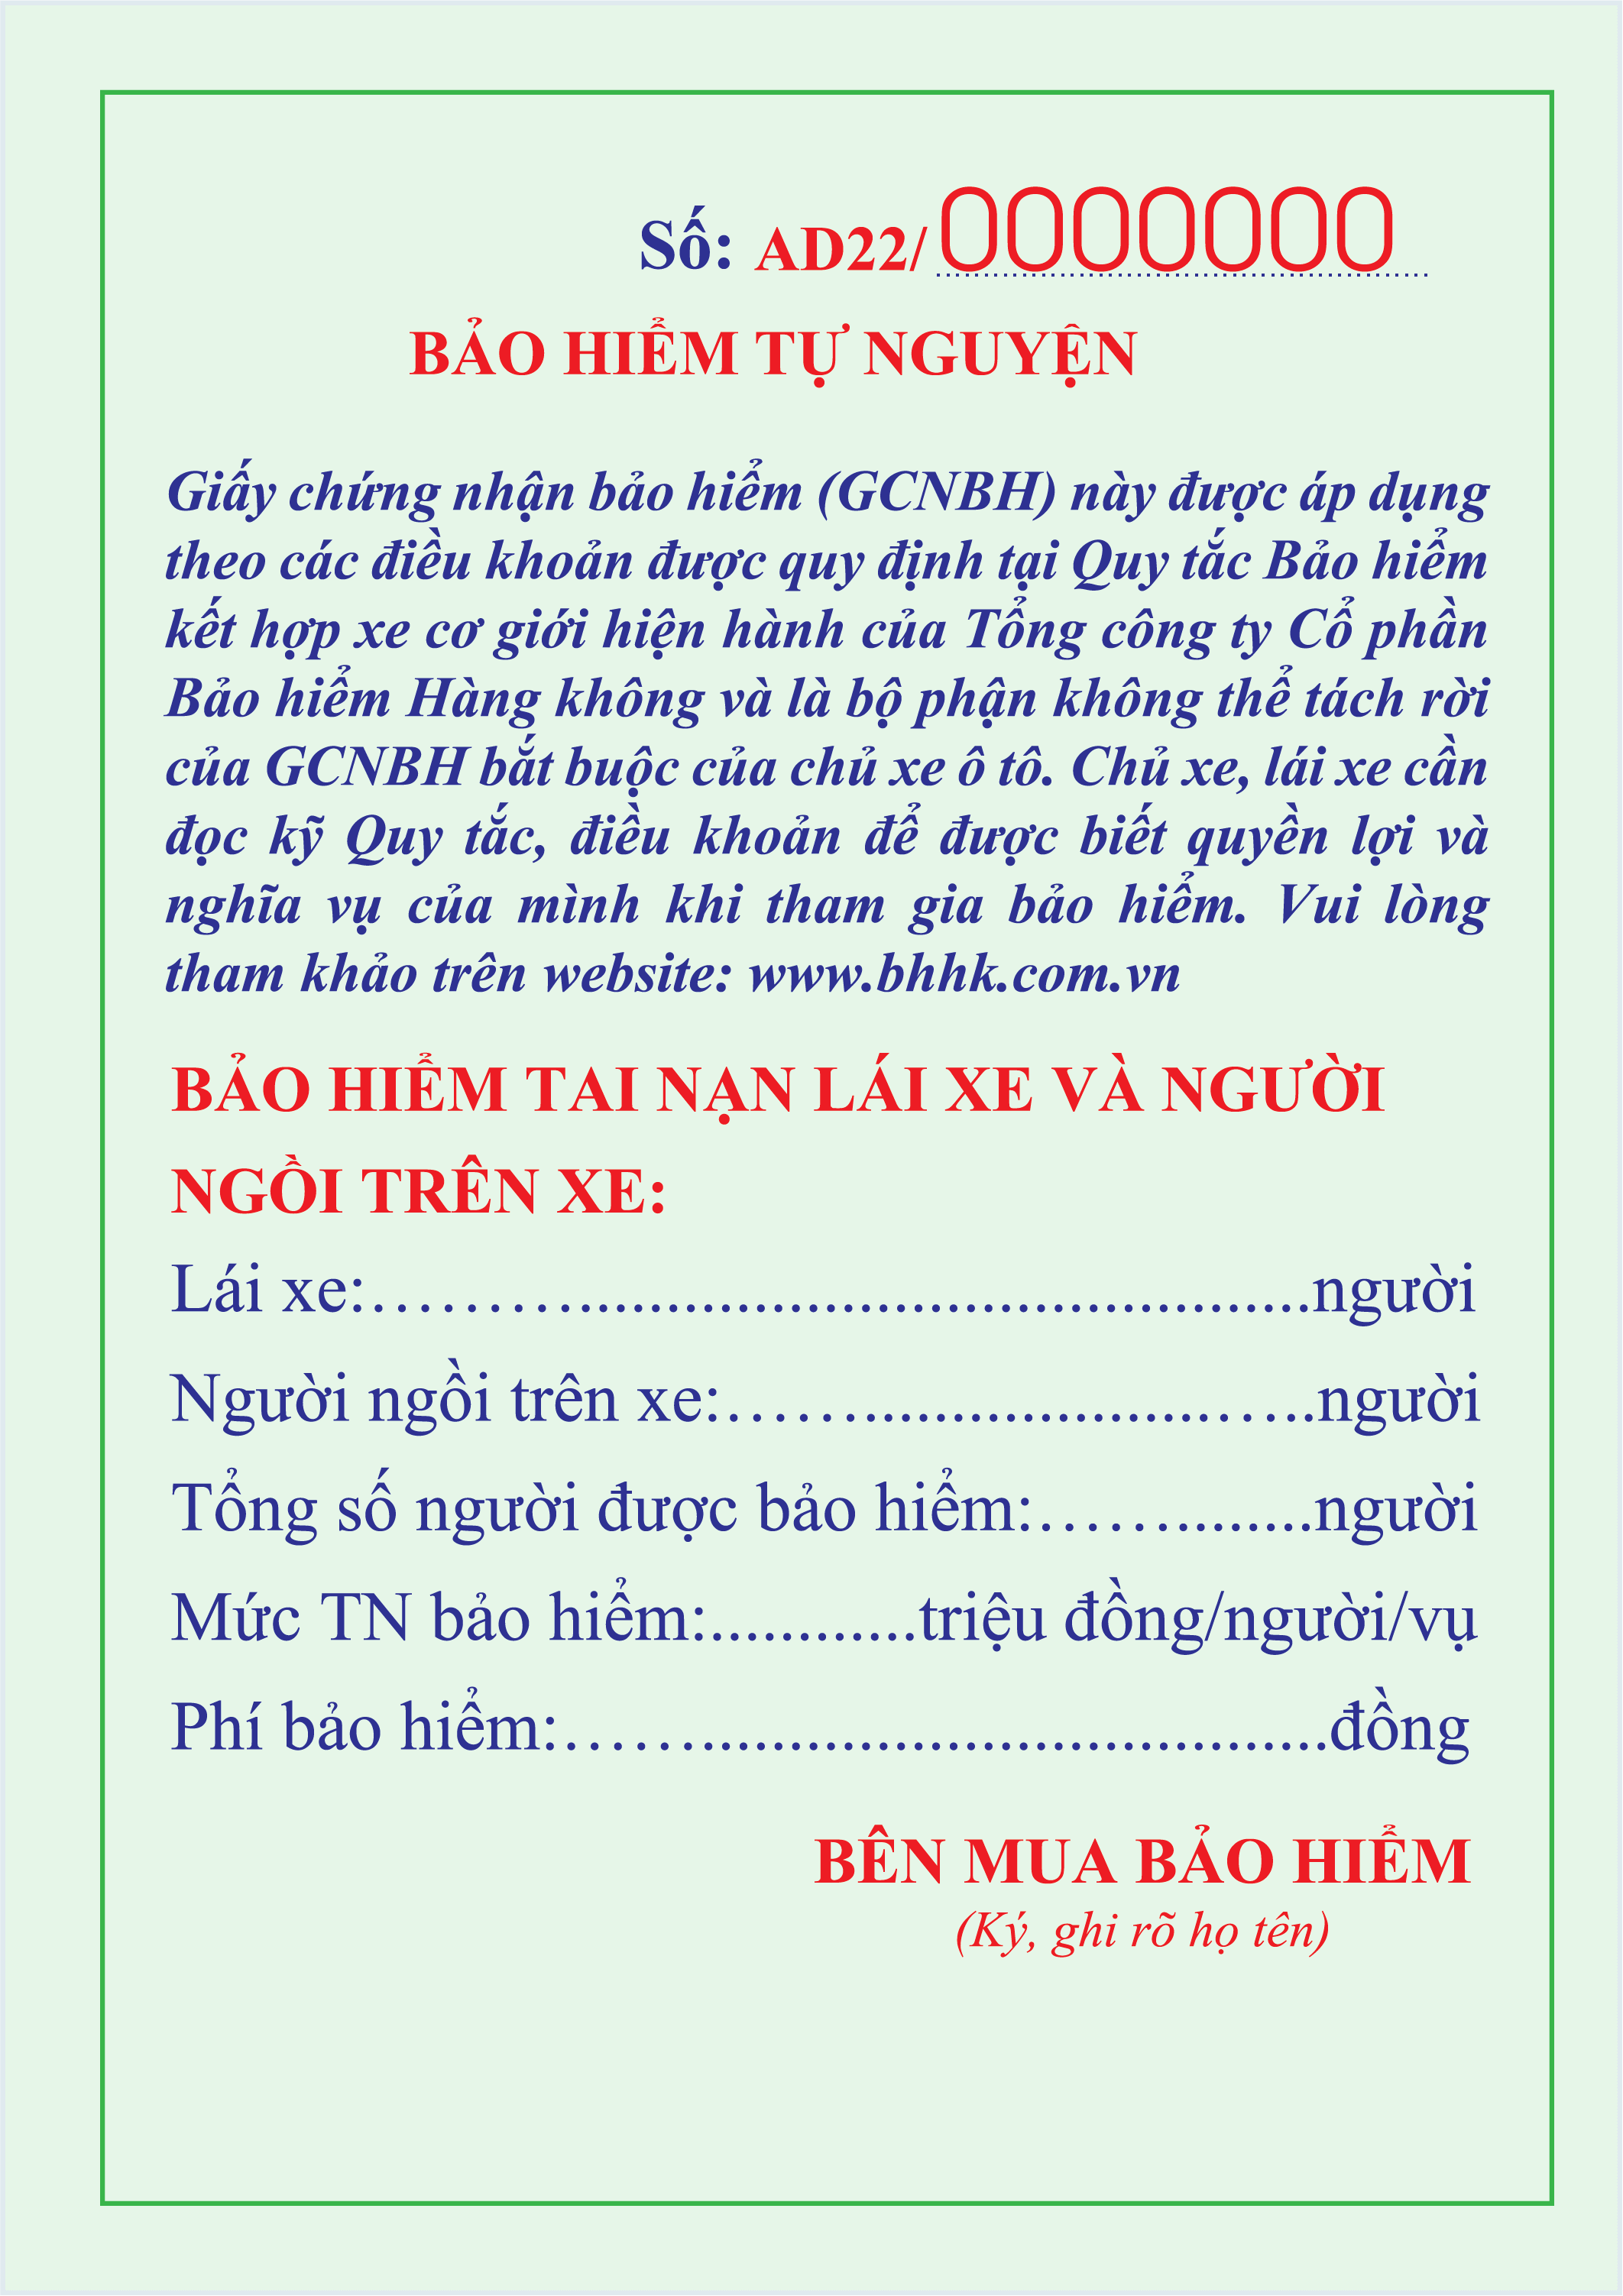 Số: AD22/0000000
BẢO HIỂM TỰ NGUYỆN
Giấy chứng nhận bảo hiểm (GCNBH) này được áp dụng
theo các điều khoản được quy định tại Quy tắc Bảo hiểm
kết hợp xe cơ giới hiện hành của Tổng công ty Cổ phần
Bảo hiểm Hàng không và là bộ phận không thể tách rời
của GCNBH bắt buộc của chủ xe ô tô. Chủ xe, lái xe cần
đọc kỹ Quy tắc, điều khoản để được biết quyền lợi và
nghĩa vụ của mình khi tham gia bảo hiểm. Vui lòng
tham khảo trên website: www.bhhk.com.vn
BẢO HIỂM TAI NẠN LÁI XE VÀ NGƯỜI
NGỒI TRÊN XE:
Lái xe:………..........................................người
Người ngồi trên xe:……......................…..người
Tổng số người được bảo hiểm:……........người
Mức TN bảo hiểm:............triệu đồng/người/vụ
Phí bảo hiểm:……....................................đồng
BÊN MUA BẢO HIỂM
(Ký, ghi rõ họ tên)